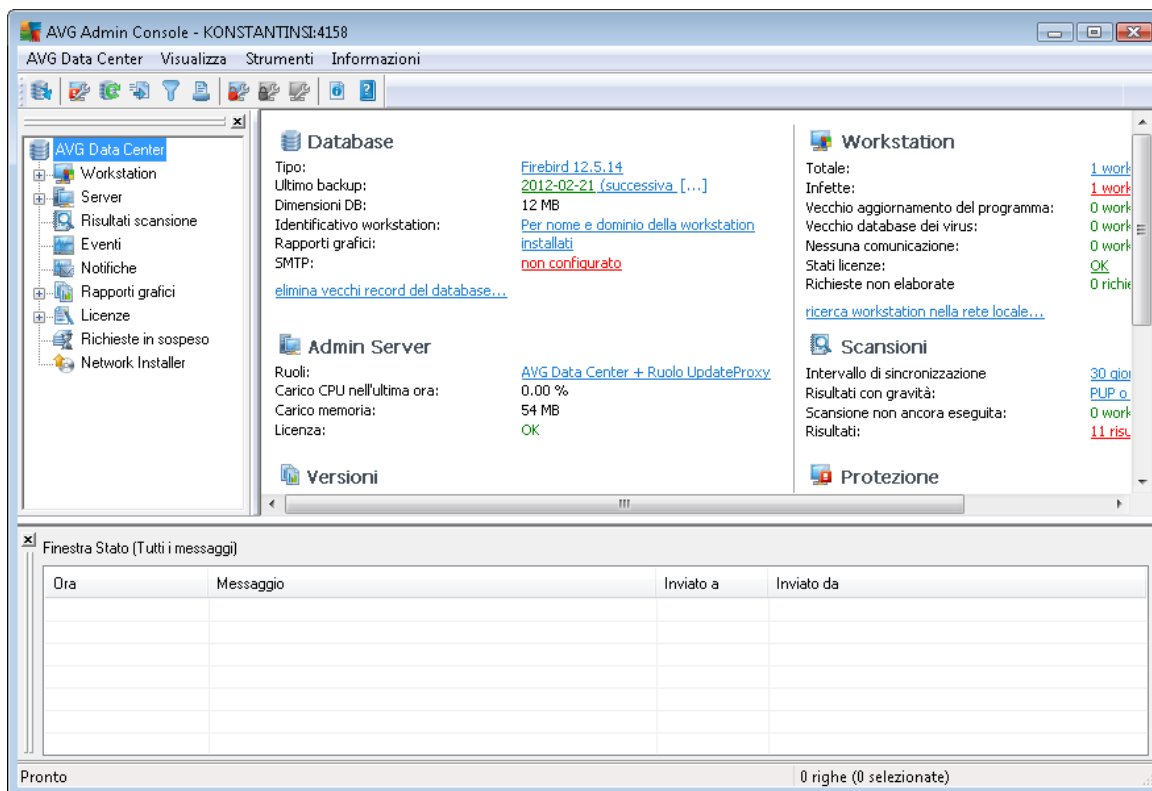 AVG Admin Console - KONSTANTINSI:4158
AVG Data Center Visualizza Strumenti Informazioni
AVG Data Center
Workstation
Server
Risultati scansione
Eventi
Notifiche
Rapporti grafici
Licenze
Richieste in sospeso
Network Installer
Database
Tipo: Firebird 12.5.14
Ultimo backup: 2012-02-21 (successiva [...]
Dimensioni DB: 12 MB
Identificativo workstation: Per nome e dominio della workstation
Rapporti grafici: installati
SMTP: non configurato
elimina vecchi record del database...
Admin Server
Ruoli: AVG Data Center + Ruolo UpdateProxy
Carico CPU nell'ultima ora: 0.00 %
Carico memoria: 54 MB
Licenza: OK
Versioni
Workstation
Totale: 1 work
Infette: 1 work
Vecchio aggiornamento del programma: 0 work
Vecchio database dei virus: 0 work
Nessuna comunicazione: 0 work
Stati licenze: OK
Richieste non elaborate 0 richie
ricerca workstation nella rete locale...
Scansioni
Intervallo di sincronizzazione 30 gior
Risultati con gravità: PUP o
Scansione non ancora eseguita: 0 work
Risultati: 11 risu
Protezione
Finestra Stato (Tutti i messaggi)
Ora Messaggio Inviato a Inviato da
Pronto 0 righe (0 selezionate)